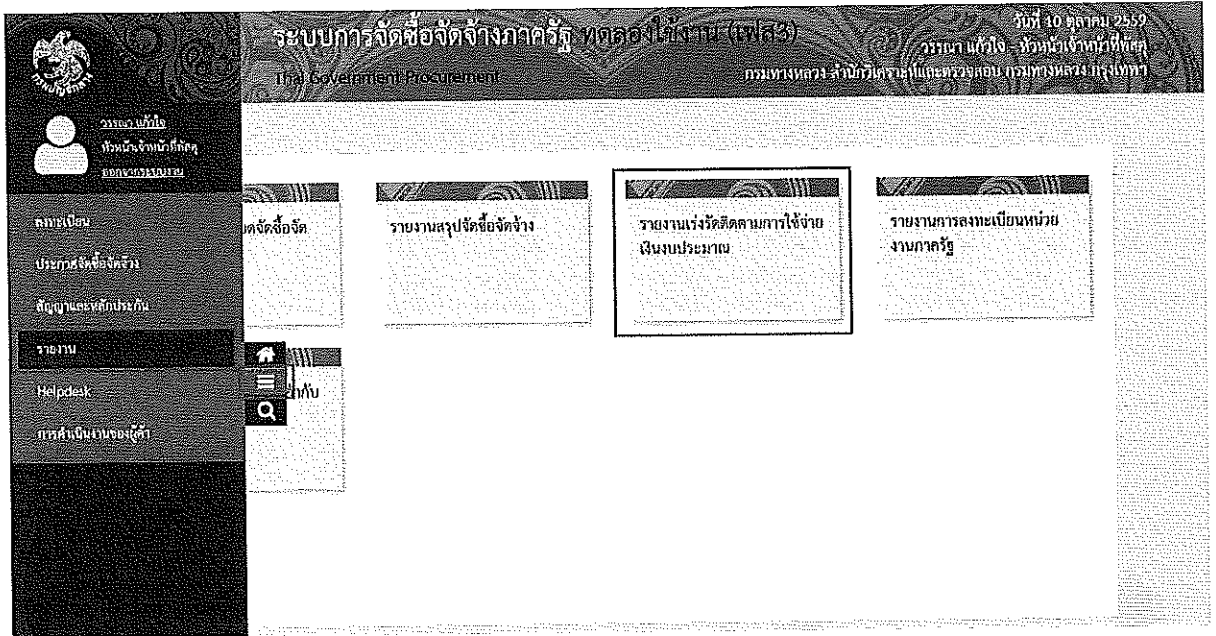 ระบบการจัดซื้อจัดจ้างภาครัฐ ทดลองใช้งาน (เฟส3)
Thai Government Procurement
วันที่ 10 ตุลาคม 2559
วรรณา แก้วใจ - หัวหน้าเจ้าหน้าที่พัสดุ
กรมทางหลวง สำนักวิเคราะห์และตรวจสอบ กรมทางหลวง กรุงเทพฯ
กรมบัญชีกลาง
วรรณา แก้วใจ
หัวหน้าเจ้าหน้าที่พัสดุ
ออกจากระบบงาน
ลงทะเบียน
ประกาศจัดซื้อจัดจ้าง
สัญญาและหลักประกัน
รายงาน
Helpdesk
การดำเนินงานของผู้ค้า
ดจัดซื้อจัด
รายงานสรุปจัดซื้อจัดจ้าง
รายงานเร่งรัดติดตามการใช้จ่าย
เงินงบประมาณ
รายงานการลงทะเบียนหน่วย
งานภาครัฐ